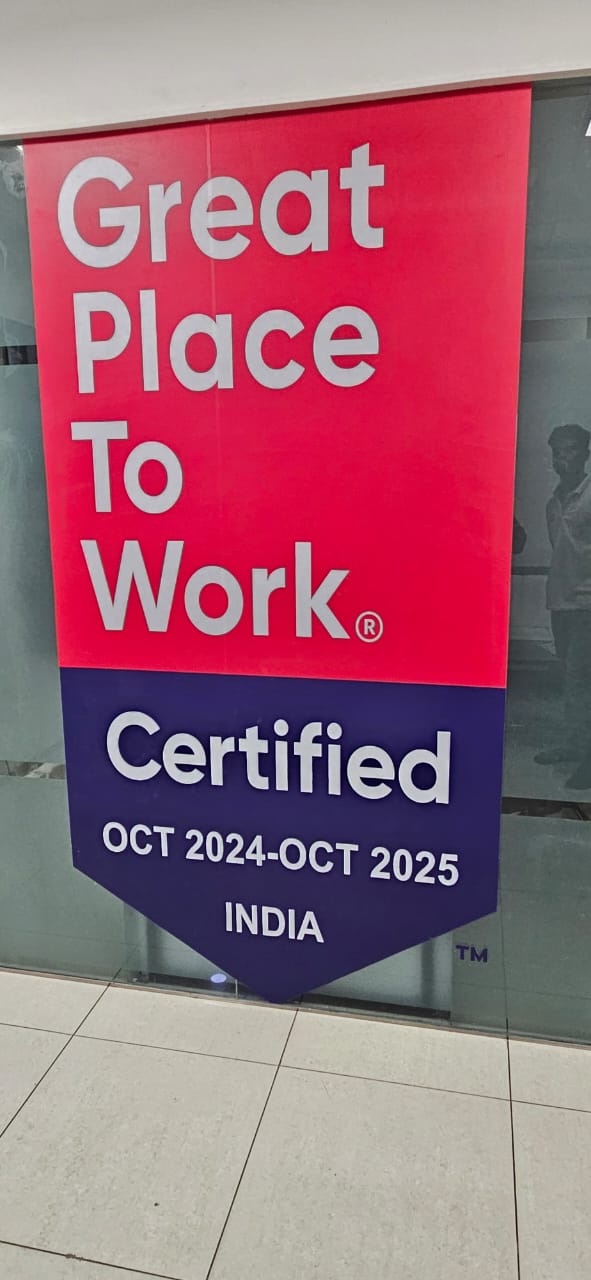 Great
Place
To
Work®
Certified
OCT 2024-OCT 2025
INDIA
TM